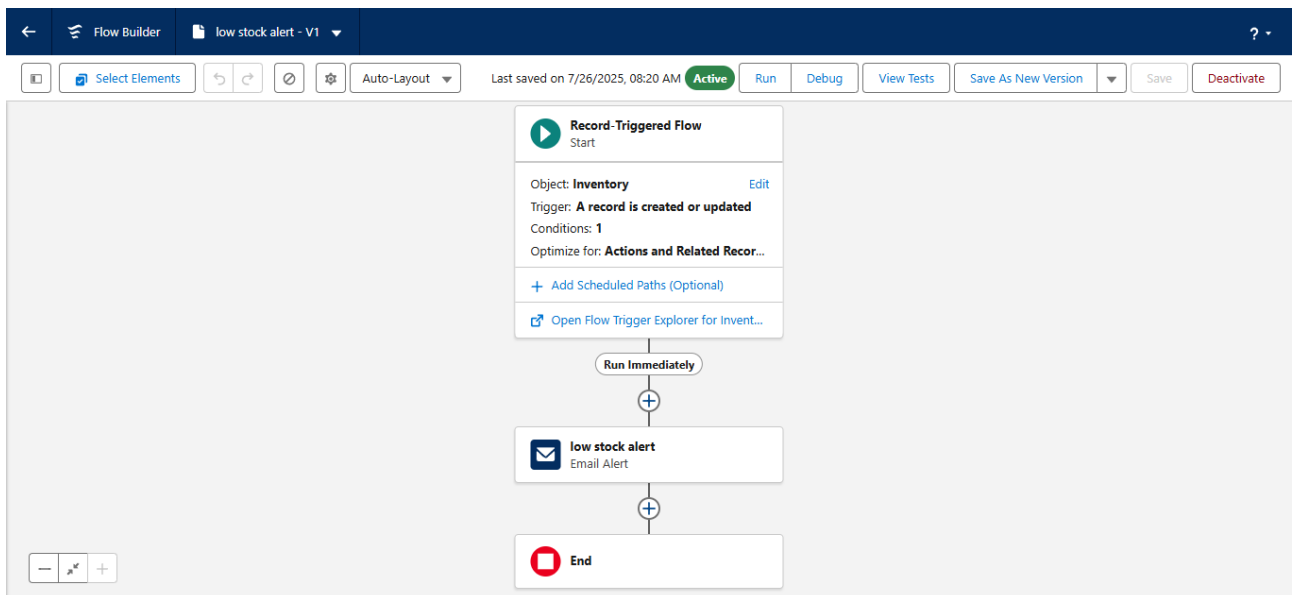 Flow Builder low stock alert - V1 ?
Select Elements Auto-Layout Last saved on 7/26/2025, 08:20 AM Active Run Debug View Tests Save As New Version Save Deactivate
Record-Triggered Flow
Start
Object: Inventory Edit
Trigger: A record is created or updated
Conditions: 1
Optimize for: Actions and Related Recor...
Add Scheduled Paths (Optional)
Open Flow Trigger Explorer for Invent...
Run Immediately
low stock alert
Email Alert
End